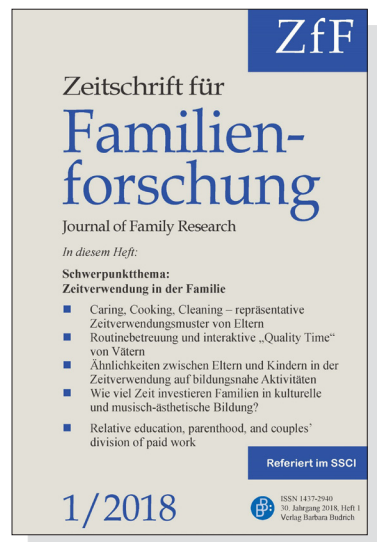 ZfF
Zeitschrift für
Familien-
forschung
Journal of Family Research
In diesem Heft:
Schwerpunktthema:
Zeitverwendung in der Familie
Caring, Cooking, Cleaning – repräsentative
Zeitverwendungsmuster von Eltern
Routinebetreuung und interaktive „Quality Time“
von Vätern
Ähnlichkeiten zwischen Eltern und Kindern in der
Zeitverwendung auf bildungsnahe Aktivitäten
Wie viel Zeit investieren Familien in kulturelle
und musisch-ästhetische Bildung?
Relative education, parenthood, and couples’
division of paid work
Referiert im SSCI
1/2018
ISSN 1437-2940
30. Jahrgang 2018, Heft 1
Verlag Barbara Budrich